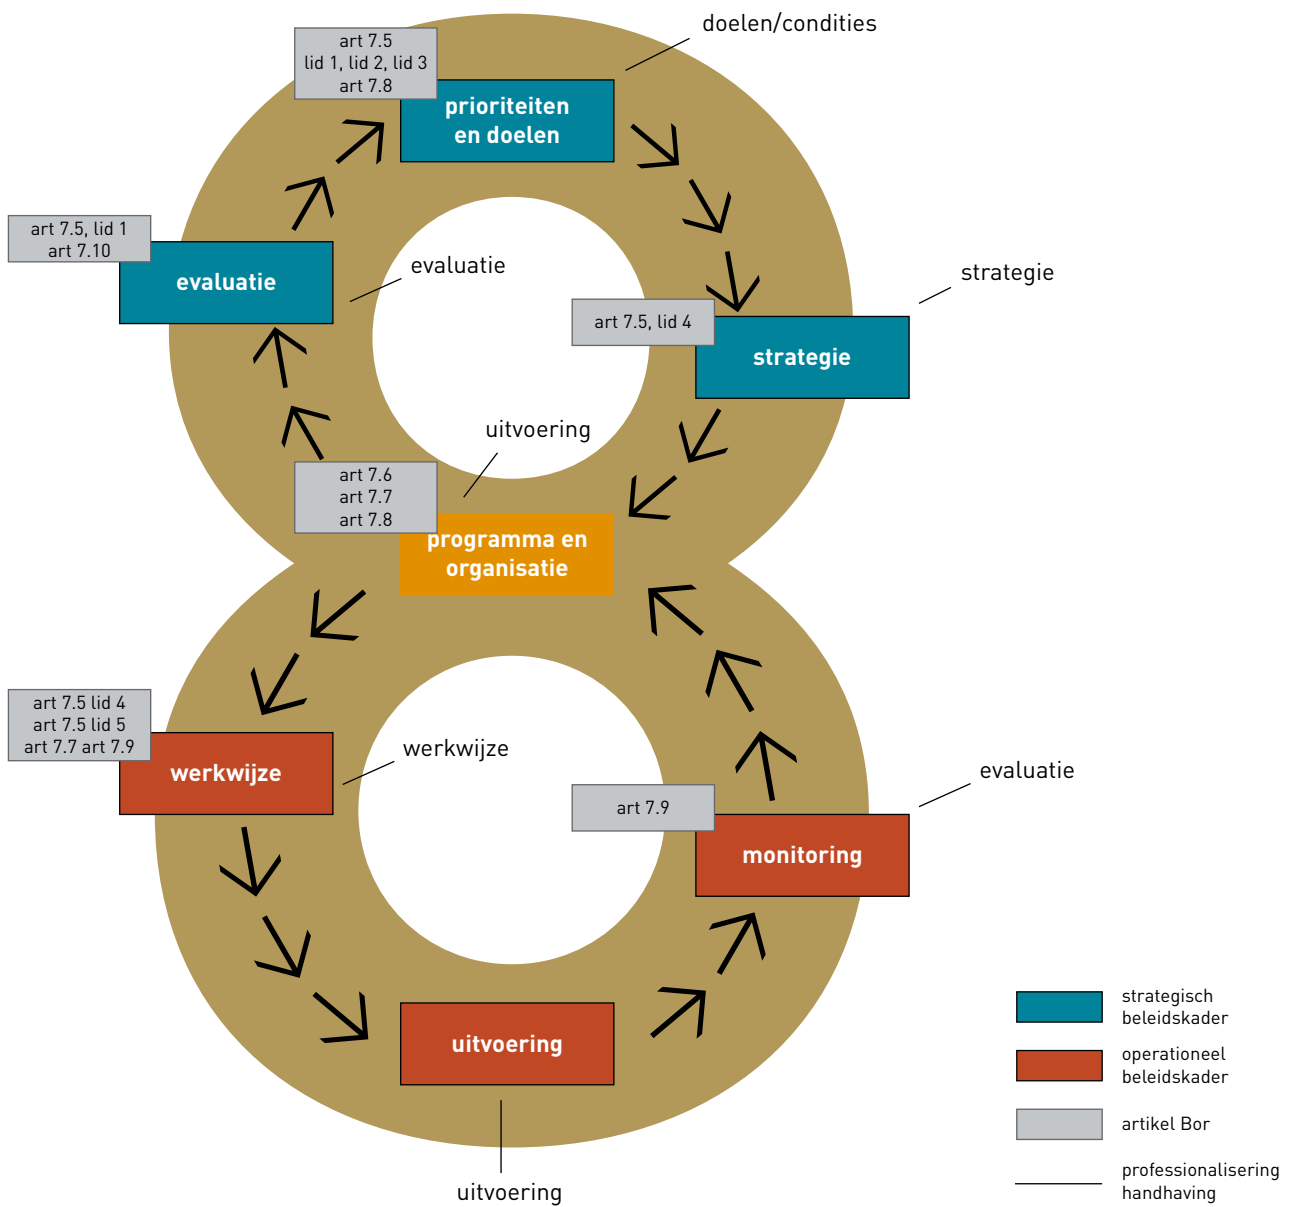 doelen/condities
art 7.5
lid 1, lid 2, lid 3
art 7.8
prioriteiten
en doelen
art 7.5, lid 1
art 7.10
evaluatie
evaluatie
strategie
art 7.5, lid 4
strategie
uitvoering
art 7.6
art 7.7
art 7.8
programma en
organisatie
art 7.5 lid 4
art 7.5 lid 5
art 7.7 art 7.9
werkwijze
werkwijze
evaluatie
art 7.9
monitoring
uitvoering
uitvoering
strategisch
beleidskader
operationeel
beleidskader
artikel Bor
professionalisering
handhaving